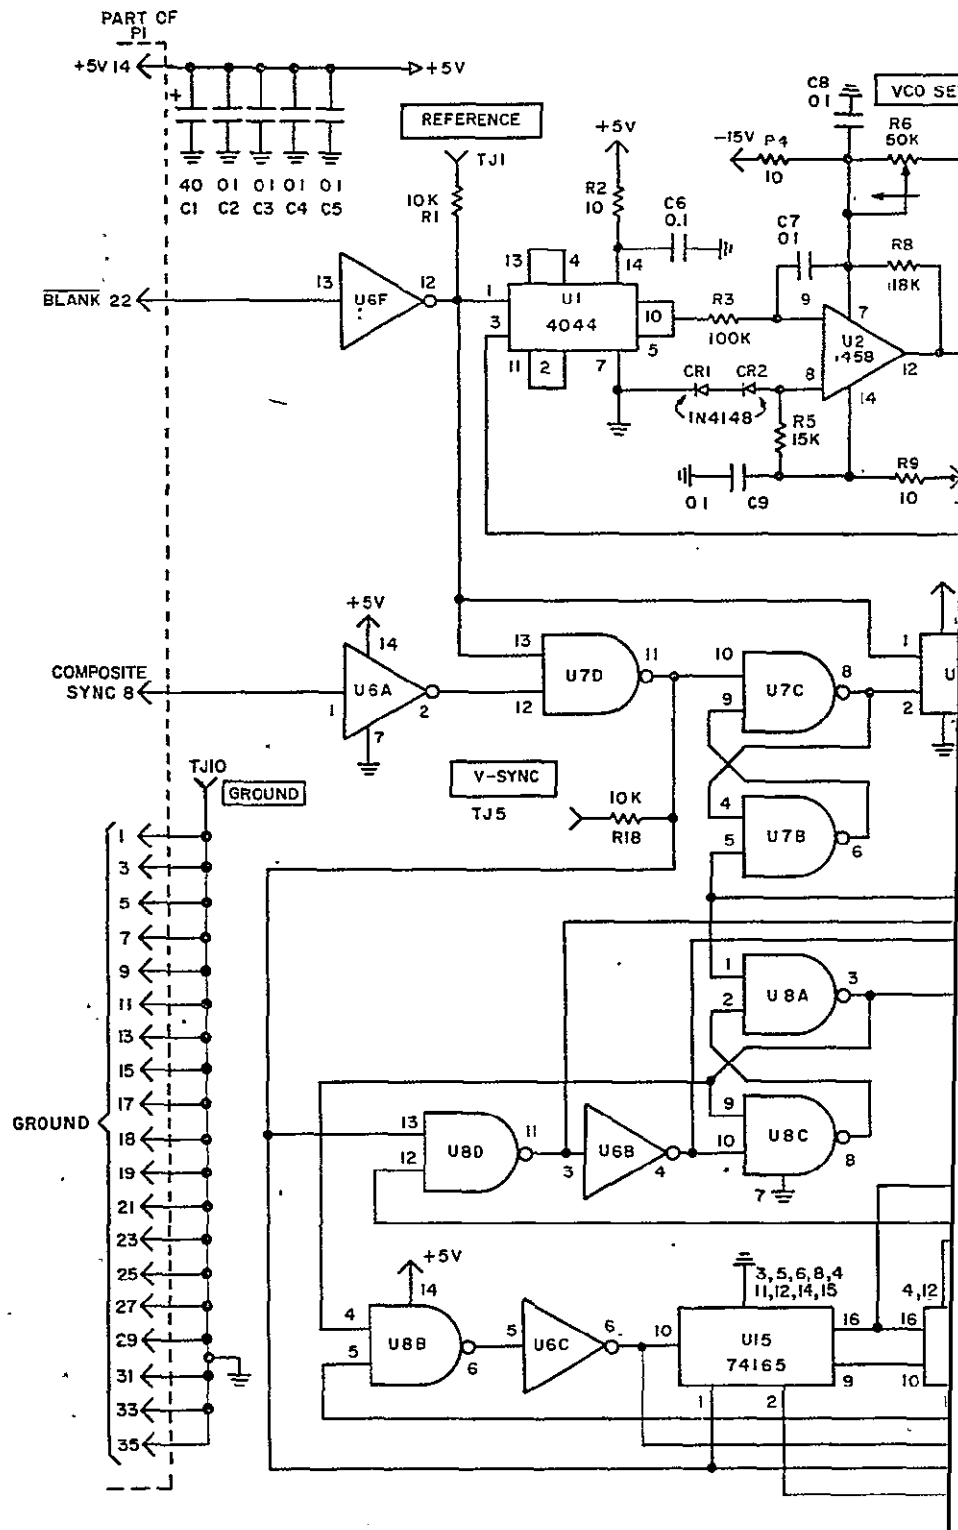 PART OF
P1
+5V 14
+5V
+
40 01 01 01 01
C1 C2 C3 C4 C5
REFERENCE
TJ1
10K
R1
+5V
R2
10
C6
0.1
C8
01
VCO SE
-15V
P4
10
R6
50K
C7
01
R8
18K
BLANK 22
13 U6F 12
13 4 14
1 U1 10
3 4044 5
11 2 7
R3
100K
9 7
U2
1458
8 12
14
CR1 CR2
1N4148
R5
15K
01 C9
R9
10
+5V
14
COMPOSITE
SYNC 8
1 U6A 2
7
13 U7D 11
12
10 U7C 8
9
1 U
2
V-SYNC
TJ5
10K
R18
4 U7B 6
5
TJ10
GROUND
1
3
5
7
9
11
13
15
17
GROUND
18
19
21
23
25
27
29
31
33
35
1 U8A 3
2
13 U8D 11
12
3 U6B 4
9
10 U8C 8
7
+5V
14
4 U8B 6
5
5 U6C 6
3,5,6,8,4
11,12,14,15
10 U15 16
74165 9
1 2
4,12
16
10